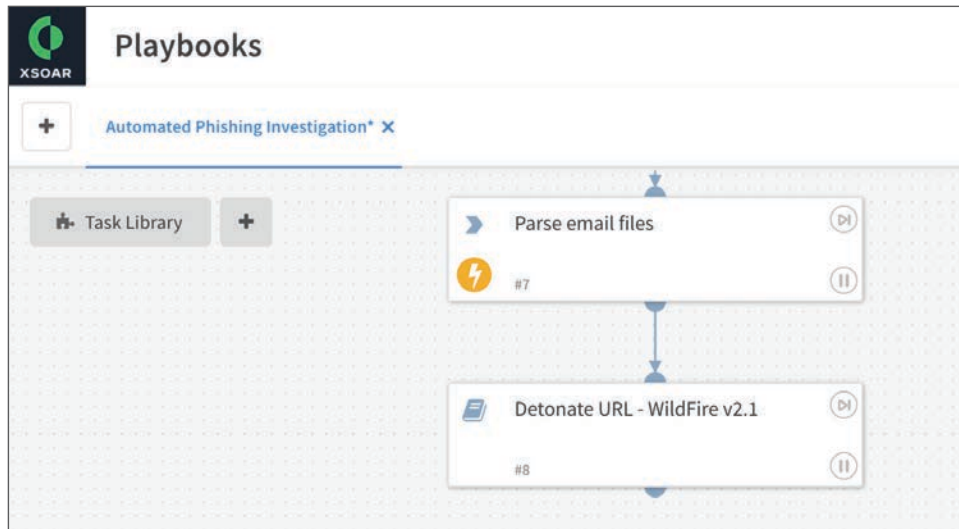 XSOAR
Playbooks
+
Automated Phishing Investigation* ×
Task Library
+
Parse email files
#7
Detonate URL - WildFire v2.1
#8